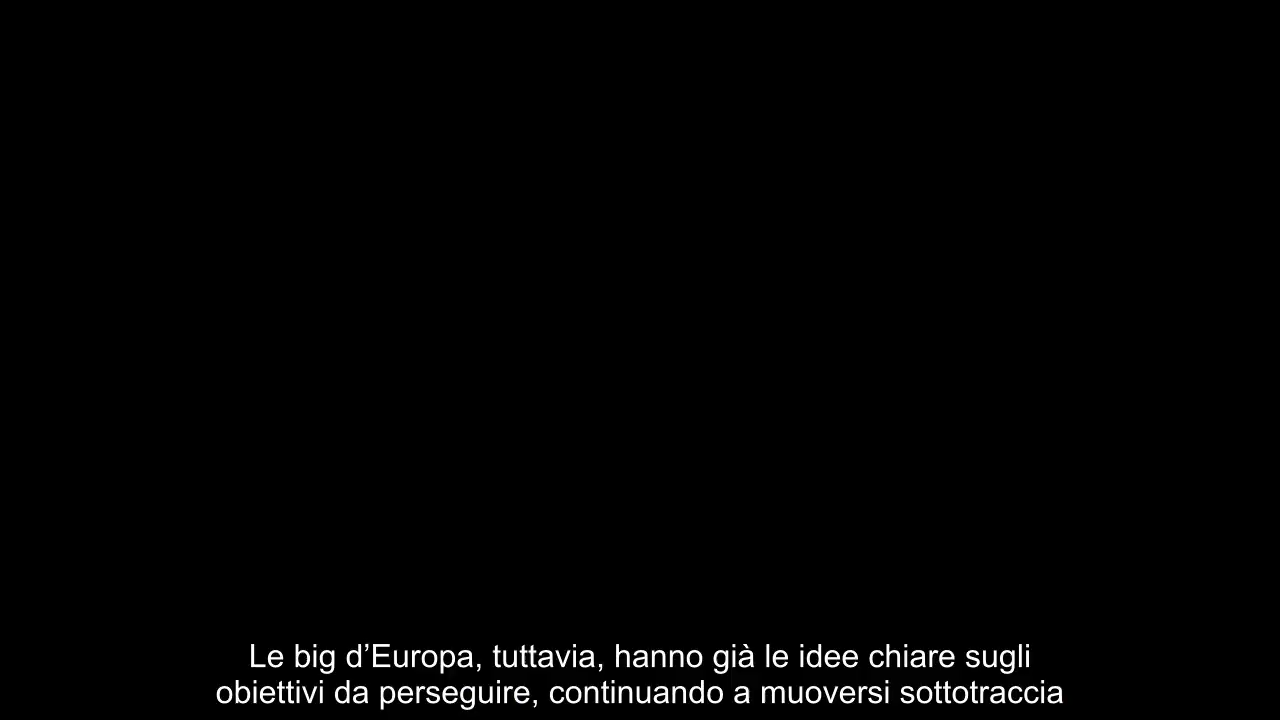 Le big d’Europa, tuttavia, hanno già le idee chiare sugli
obiettivi da perseguire, continuando a muoversi sottotraccia